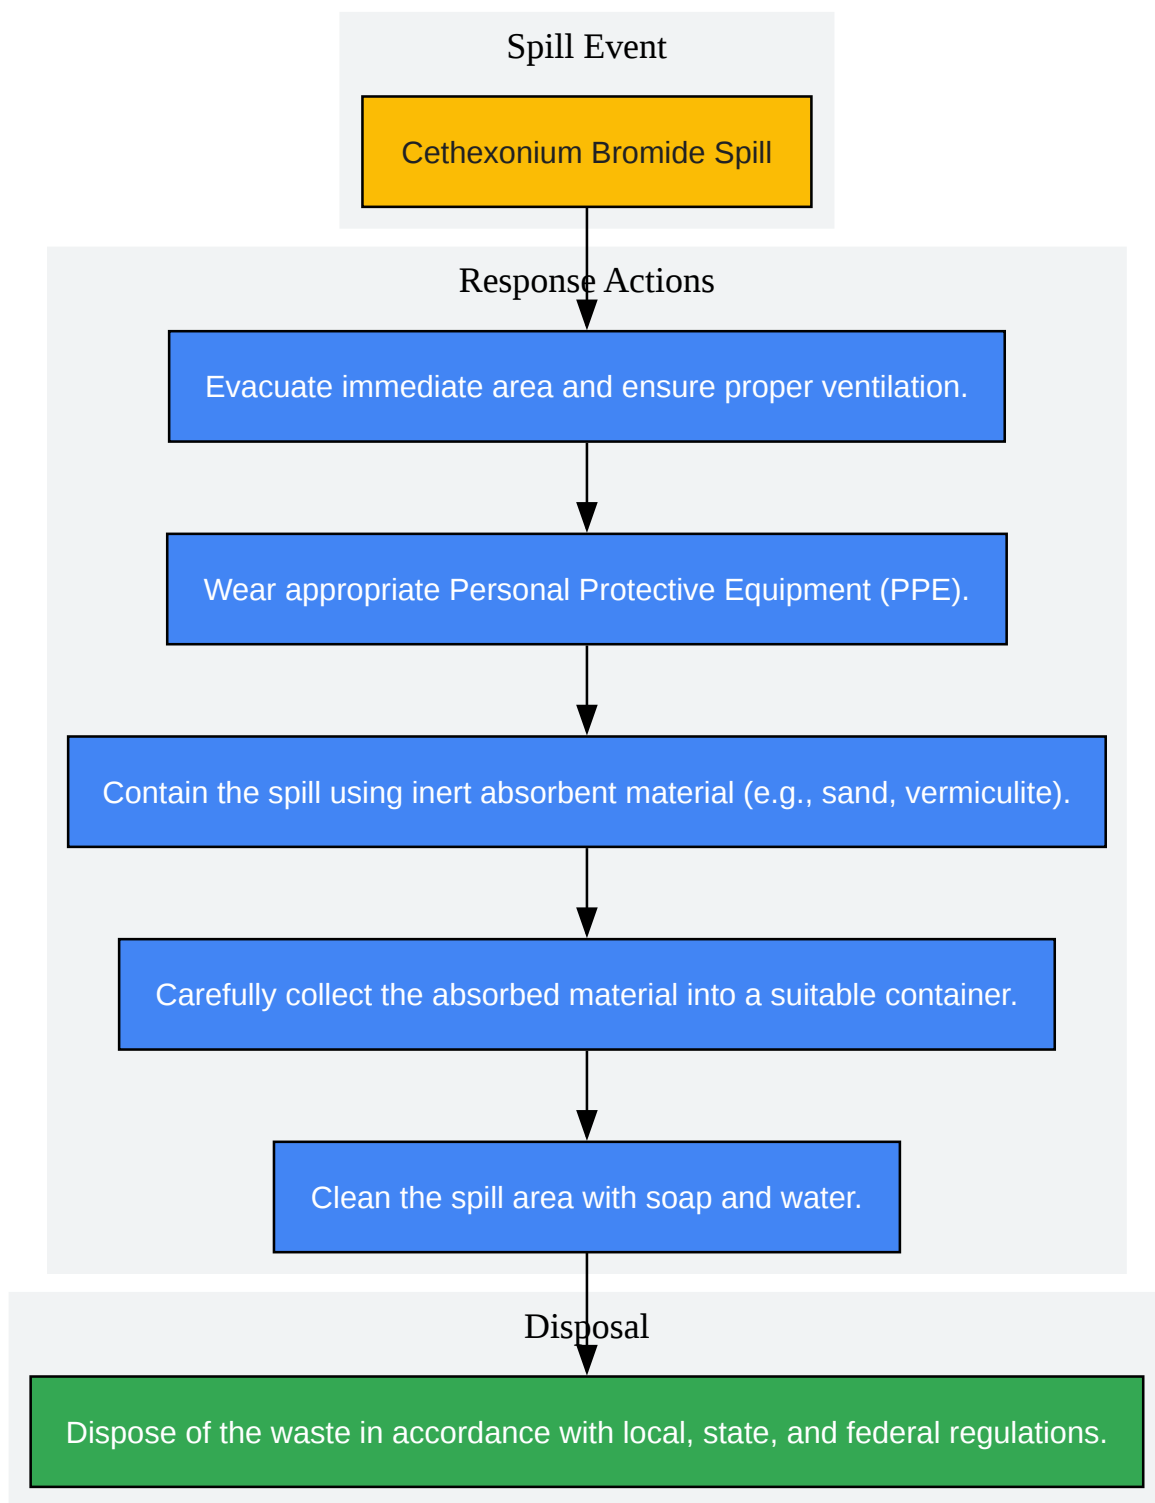 Spill Event
Cethexonium Bromide Spill
Response Actions
Evacuate immediate area and ensure proper ventilation.
Wear appropriate Personal Protective Equipment (PPE).
Contain the spill using inert absorbent material (e.g., sand, vermiculite).
Carefully collect the absorbed material into a suitable container.
Clean the spill area with soap and water.
Disposal
Dispose of the waste in accordance with local, state, and federal regulations.